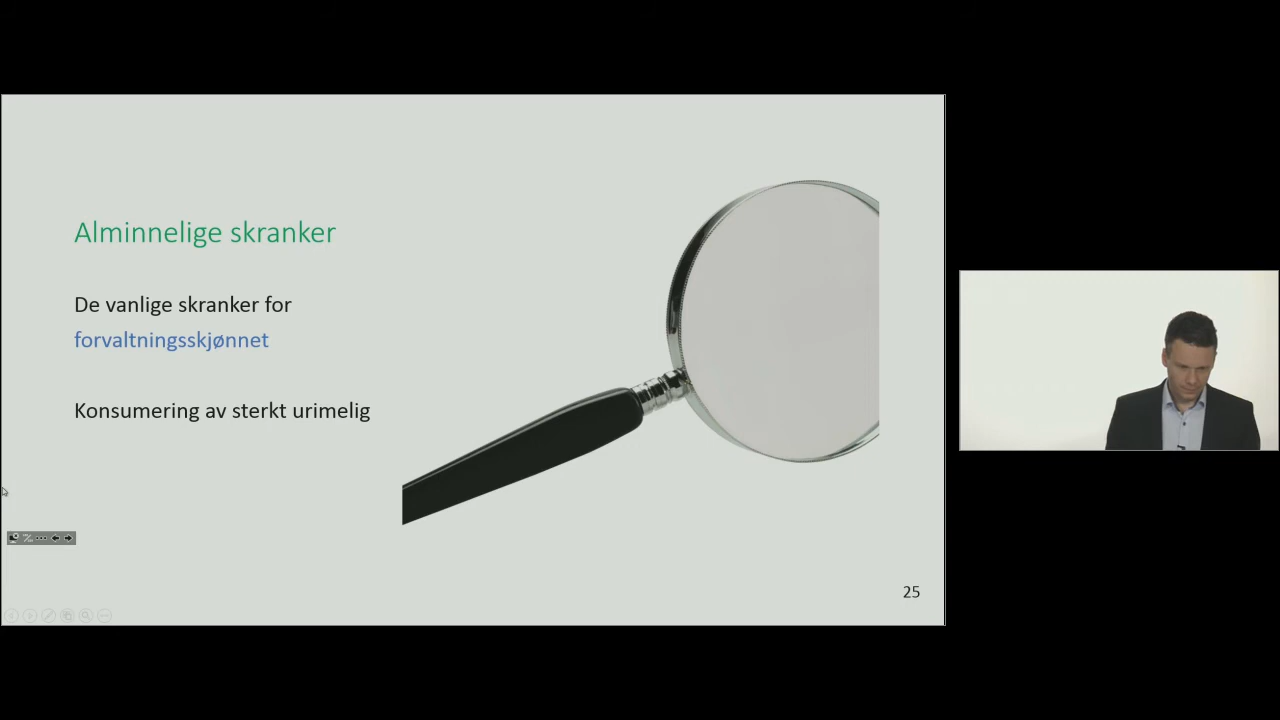 Alminnelige skranker
De vanlige skranker for
forvaltningsskjønnet
Konsumering av sterkt urimelig
25